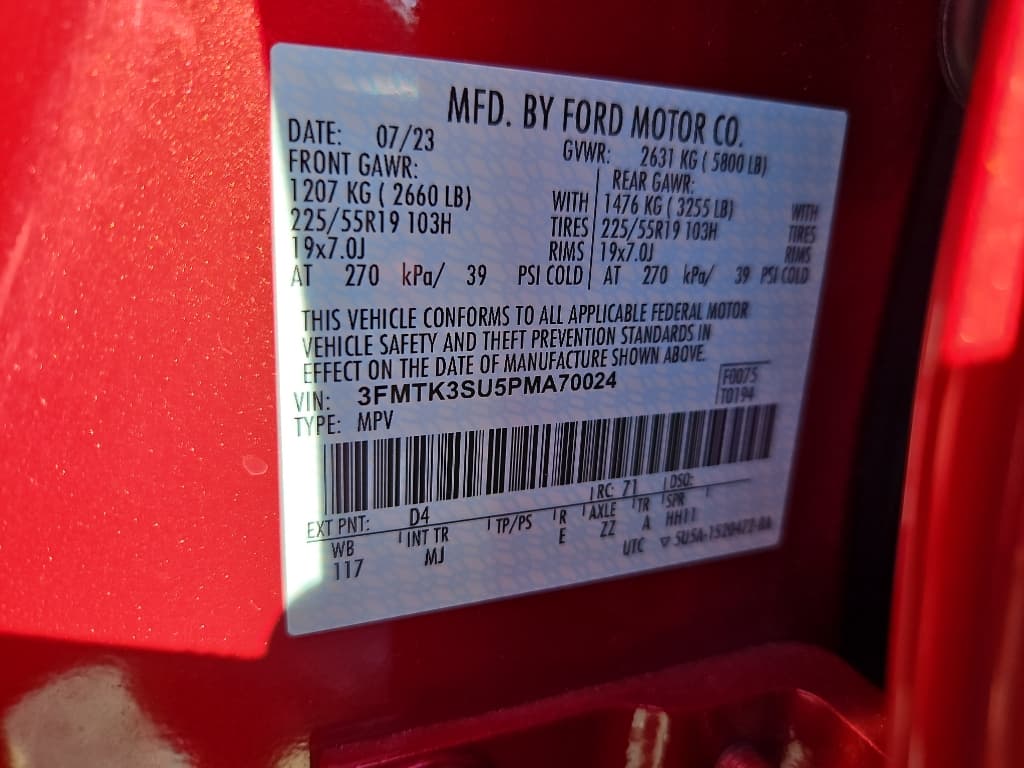 MFD. BY FORD MOTOR CO.
DATE: 07/23
GVWR: 2631 KG ( 5800 LB)
FRONT GAWR:
1207 KG ( 2660 LB) WITH
225/55R19 103H TIRES
19x7.0J RIMS
AT 270 kPa/ 39 PSI COLD
REAR GAWR:
1476 KG ( 3255 LB) WITH
225/55R19 103H TIRES
19x7.0J RIMS
AT 270 kPa/ 39 PSI COLD
THIS VEHICLE CONFORMS TO ALL APPLICABLE FEDERAL MOTOR
VEHICLE SAFETY AND THEFT PREVENTION STANDARDS IN
EFFECT ON THE DATE OF MANUFACTURE SHOWN ABOVE.
VIN: 3FMTK3SU5PMA70024
F0075
T0194
TYPE: MPV
EXT PNT: D4 RC: 71 DSO:
WB INT TR TP/PS R AXLE TR SPR
117 MJ E ZZ A HH11
UTC ▽ SU5A-1520472-BA